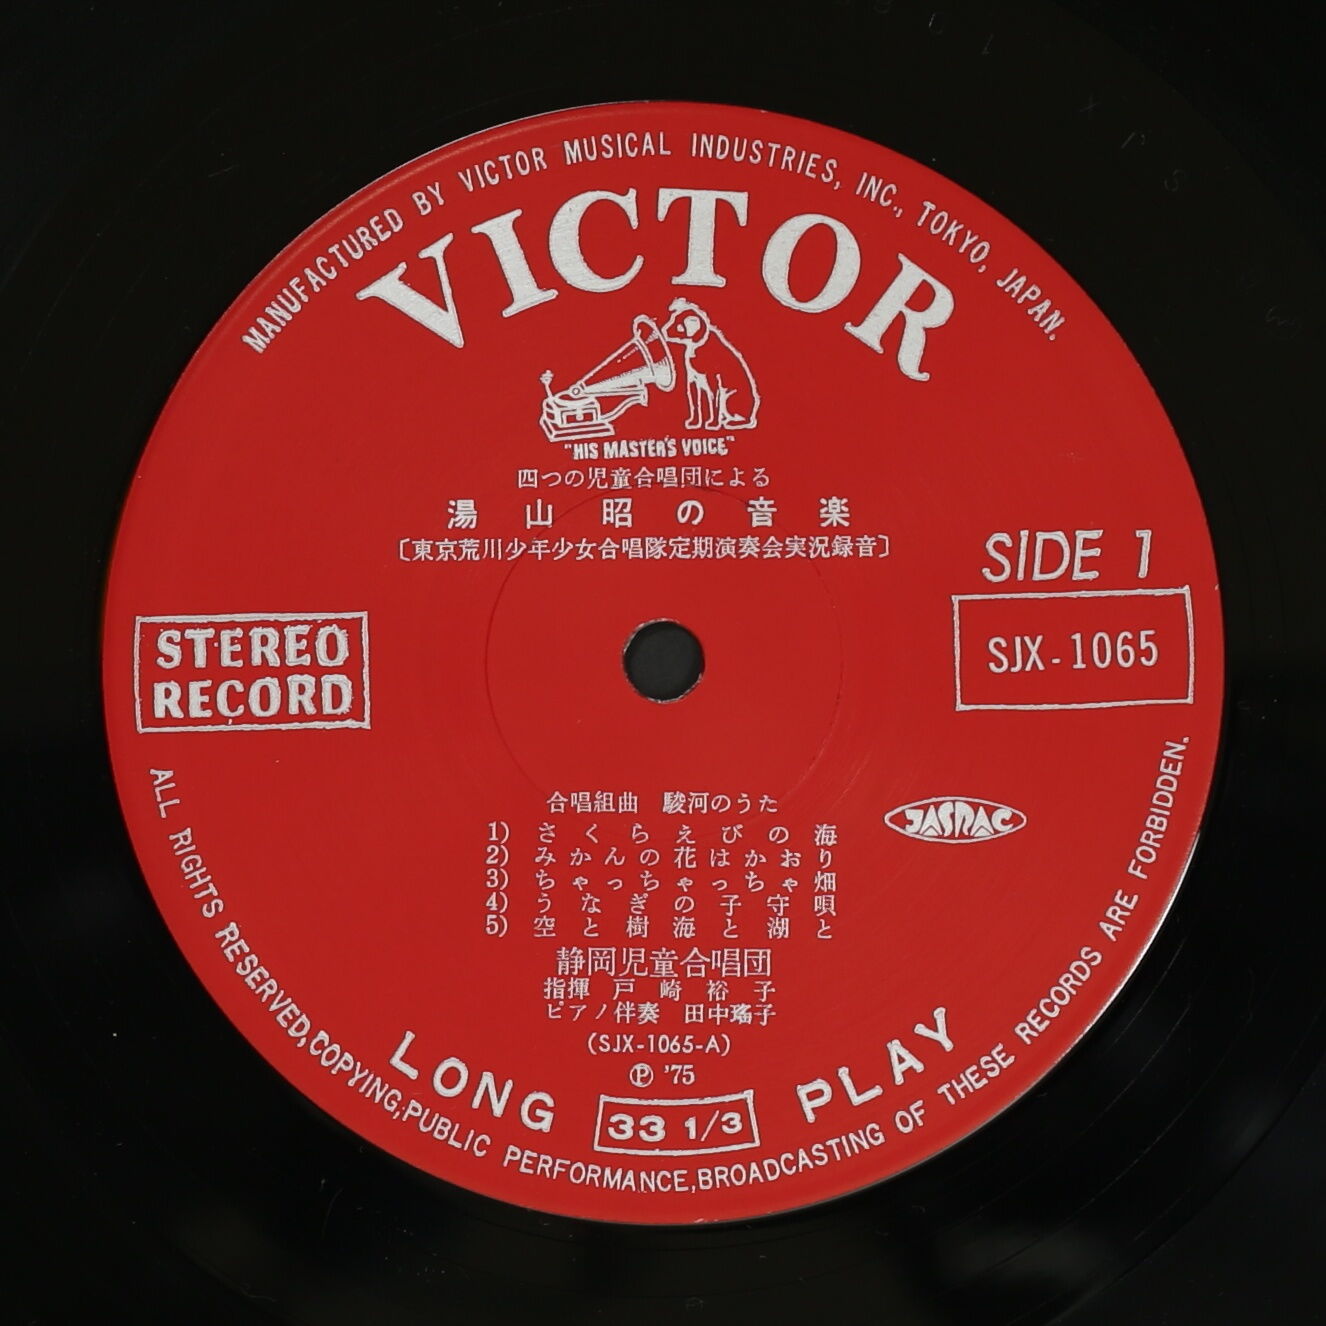 MANUFACTURED BY VICTOR MUSICAL INDUSTRIES, INC., TOKYO, JAPAN.
VICTOR
"HIS MASTER'S VOICE"
四つの児童合唱団による
湯山昭の音楽
〔東京荒川少年少女合唱隊定期演奏会実況録音〕
SIDE 1
STEREO
RECORD
SJX-1065
合唱組曲 駿河のうた
1) さくらえびの海
2) みかんの花はかおり
3) ちゃっちゃっちゃ畑
4) うなぎの子守唄
5) 空と樹海と湖と
JASRAC
静岡児童合唱団
指揮 戸崎裕子
ピアノ伴奏 田中瑤子
(SJX-1065-A)
Ⓟ '75
LONG 33 1/3 PLAY
ALL RIGHTS RESERVED,COPYING,PUBLIC PERFORMANCE,BROADCASTING OF THESE RECORDS ARE FORBIDDEN.